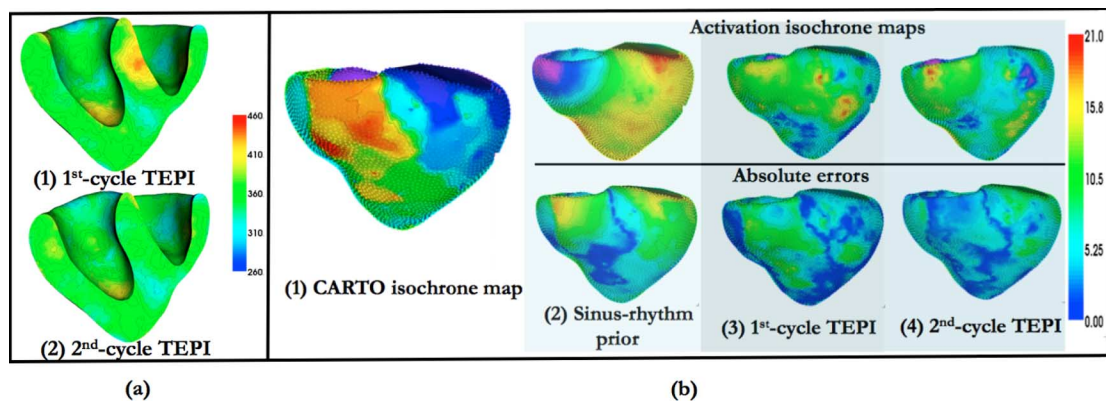 (a)
(1) 1st-cycle TEPI
460
410
360
310
260
(2) 2nd-cycle TEPI
(a)
Activation isochrone maps
21.0
15.8
10.5
5.25
0.00
Absolute errors
(1) CARTO isochrone map
(2) Sinus-rhythm
prior
(3) 1st-cycle TEPI
(4) 2nd-cycle TEPI
(b)